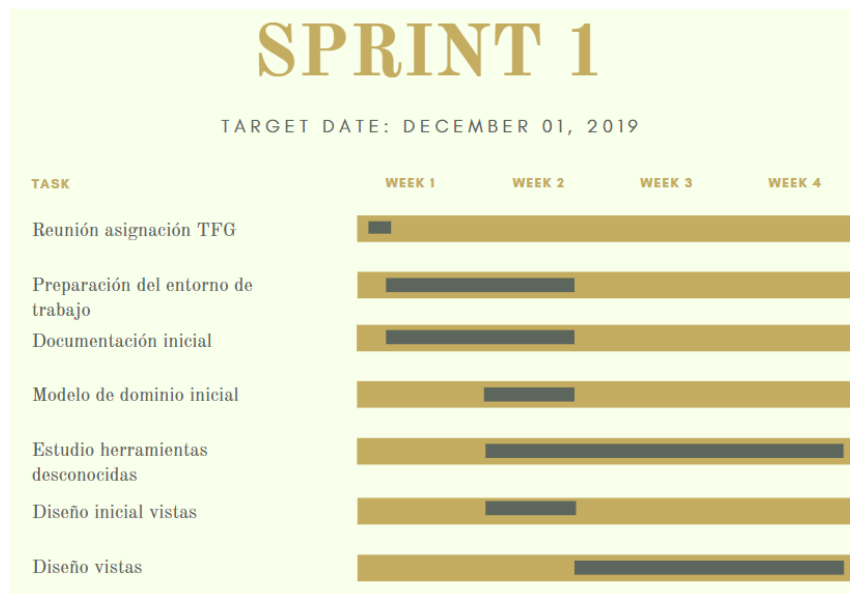 SPRINT 1
TARGET DATE: DECEMBER 01, 2019
TASK WEEK 1 WEEK 2 WEEK 3 WEEK 4
Reunión asignación TFG
Preparación del entorno de
trabajo
Documentación inicial
Modelo de dominio inicial
Estudio herramientas
desconocidas
Diseño inicial vistas
Diseño vistas